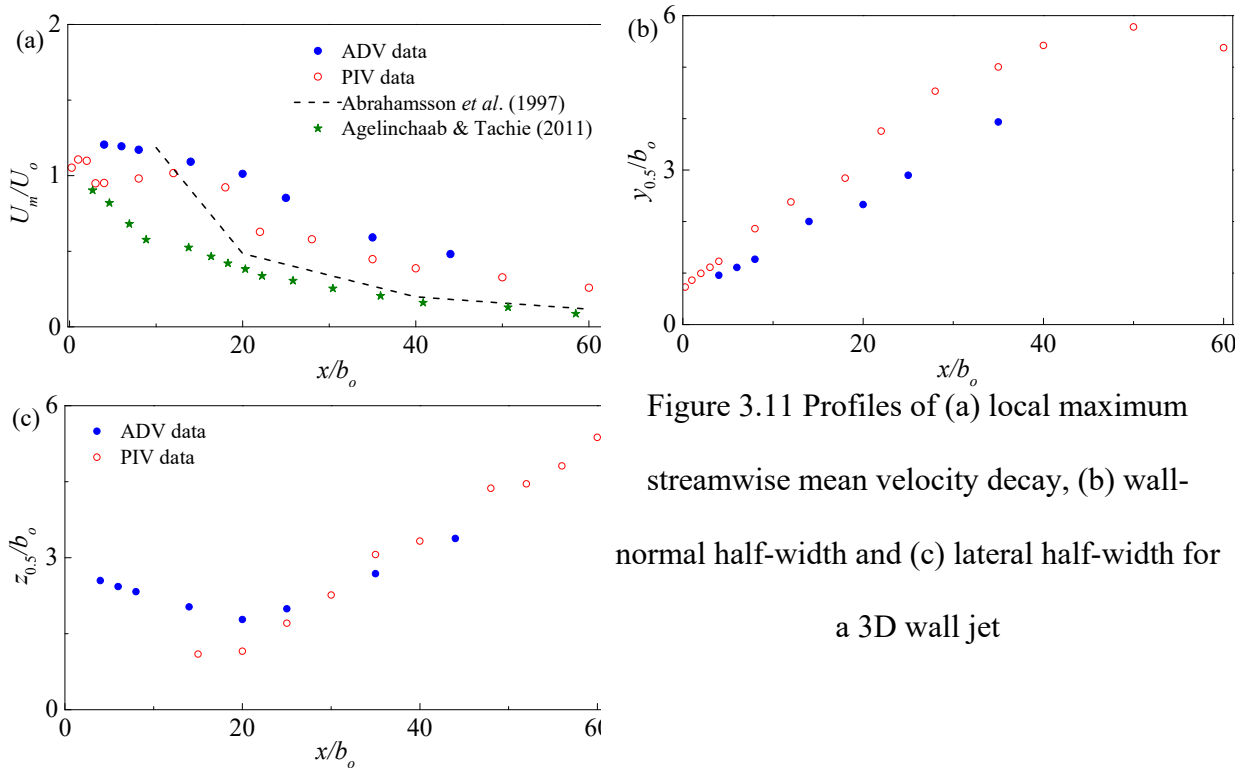 (a)
2
1
0
U_m/U_o
ADV data
PIV data
Abrahamsson et al. (1997)
Agelinchaab & Tachie (2011)
0 20 40 60
x/b_o
(b)
6
3
0
y_0.5/b_o
0 20 40 60
x/b_o
(c)
6
3
0
z_0.5/b_o
ADV data
PIV data
0 20 40 60
x/b_o
Figure 3.11 Profiles of (a) local maximum
streamwise mean velocity decay, (b) wall-
normal half-width and (c) lateral half-width for
a 3D wall jet